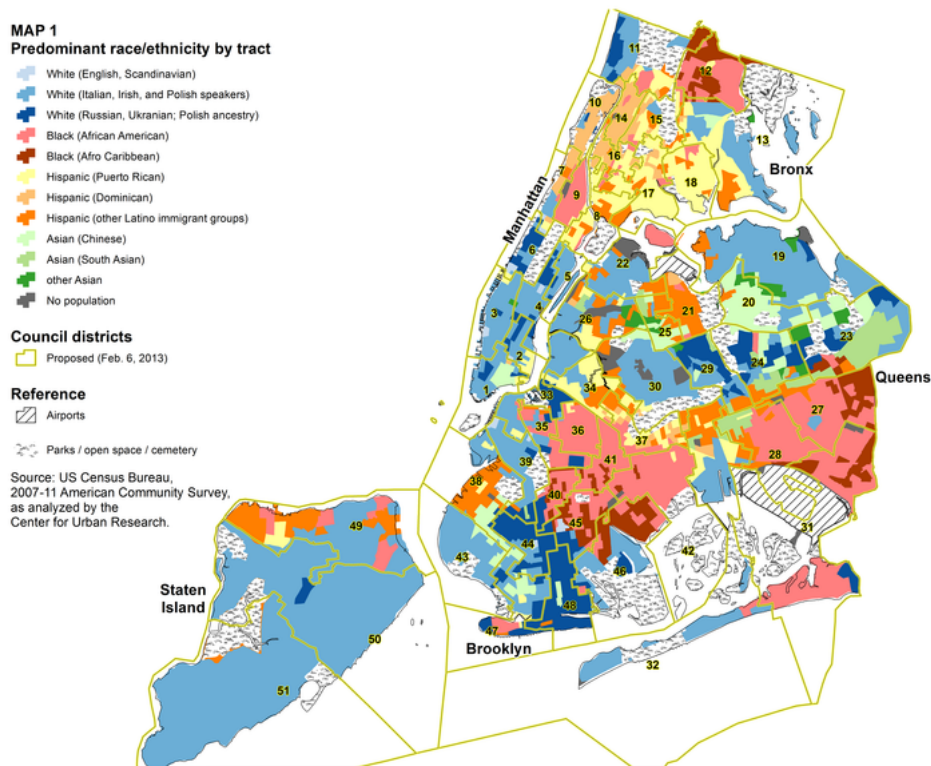 MAP 1
Predominant race/ethnicity by tract
White (English, Scandinavian)
White (Italian, Irish, and Polish speakers)
White (Russian, Ukranian; Polish ancestry)
Black (African American)
Black (Afro Caribbean)
Hispanic (Puerto Rican)
Hispanic (Dominican)
Hispanic (other Latino immigrant groups)
Asian (Chinese)
Asian (South Asian)
other Asian
No population
Council districts
Proposed (Feb. 6, 2013)
Reference
Airports
Parks / open space / cemetery
Source: US Census Bureau,
2007-11 American Community Survey,
as analyzed by the
Center for Urban Research.
Manhattan
Bronx
Queens
Brooklyn
Staten
Island
11
12
10
14
15
13
16
7
9
17
18
8
6
22
19
5
3
4
26
21
20
25
23
24
2
29
1
34
30
33
27
35
36
37
41
28
39
38
40
45
31
44
49
43
42
46
48
47
50
32
51